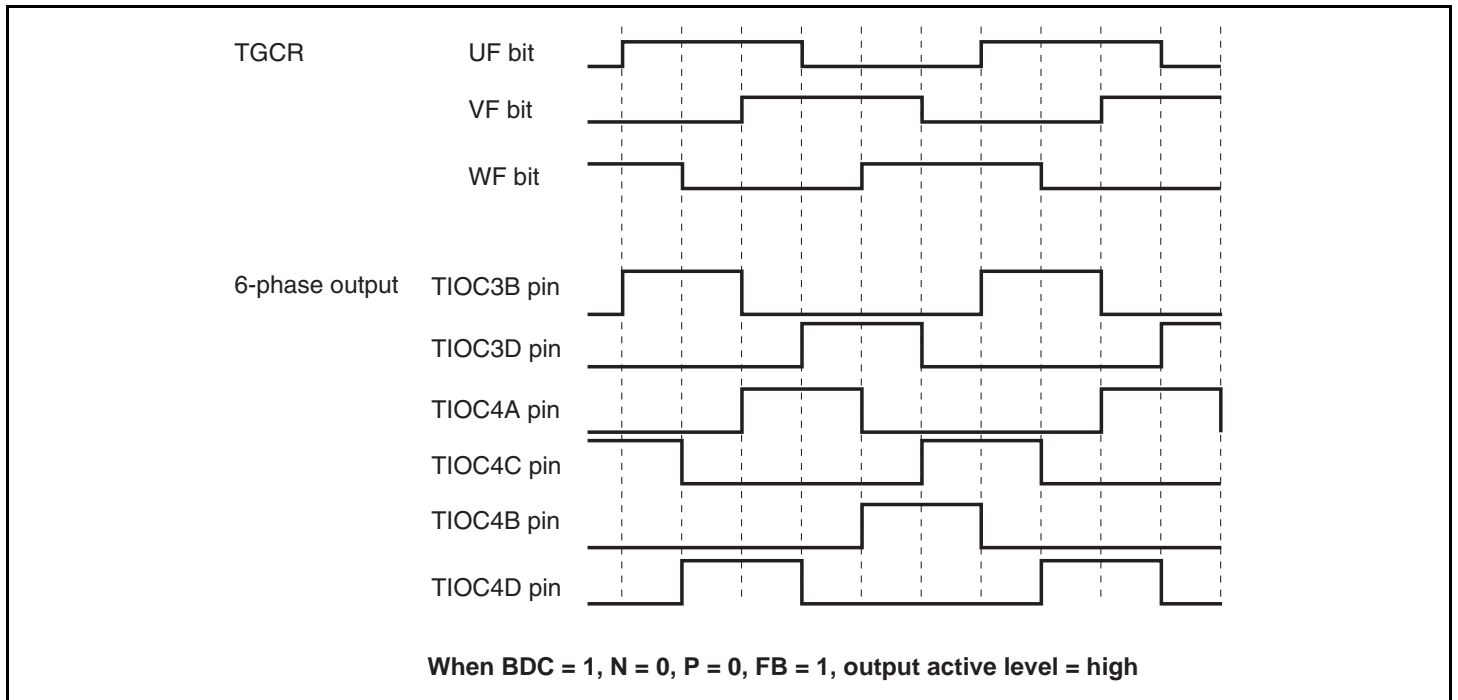 TGCR UF bit
VF bit
WF bit
6-phase output TIOC3B pin
TIOC3D pin
TIOC4A pin
TIOC4C pin
TIOC4B pin
TIOC4D pin
When BDC = 1, N = 0, P = 0, FB = 1, output active level = high